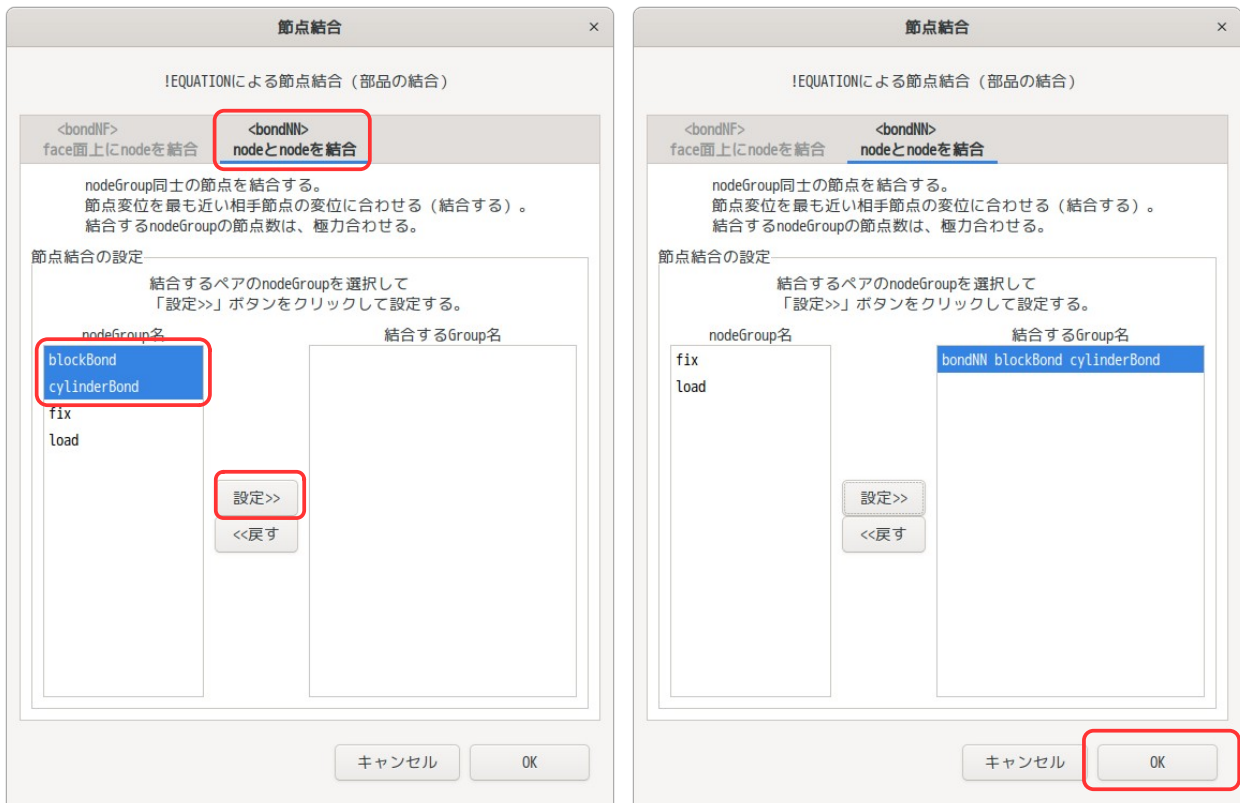 節点結合
×
!EQUATIONによる節点結合（部品の結合）
<bondNF>
face面上にnodeを結合
<bondNN>
nodeとnodeを結合
nodeGroup同士の節点を結合する。
節点変位を最も近い相手節点の変位に合わせる（結合する）。
結合するnodeGroupの節点数は、極力合わせる。
節点結合の設定
結合するペアのnodeGroupを選択して
「設定>>」ボタンをクリックして設定する。
nodeGroup名
blockBond
cylinderBond
fix
load
設定>>
<<戻す
結合するGroup名
キャンセル
OK
節点結合
×
!EQUATIONによる節点結合（部品の結合）
<bondNF>
face面上にnodeを結合
<bondNN>
nodeとnodeを結合
nodeGroup同士の節点を結合する。
節点変位を最も近い相手節点の変位に合わせる（結合する）。
結合するnodeGroupの節点数は、極力合わせる。
節点結合の設定
結合するペアのnodeGroupを選択して
「設定>>」ボタンをクリックして設定する。
nodeGroup名
fix
load
設定>>
<<戻す
結合するGroup名
bondNN blockBond cylinderBond
キャンセル
OK